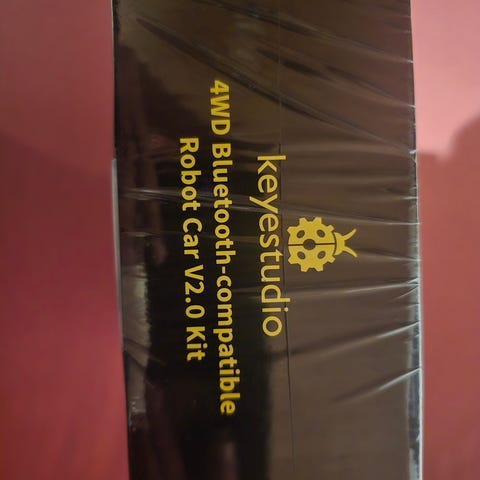 keyestudio
4WD Bluetooth-compatible
Robot Car V2.0 Kit